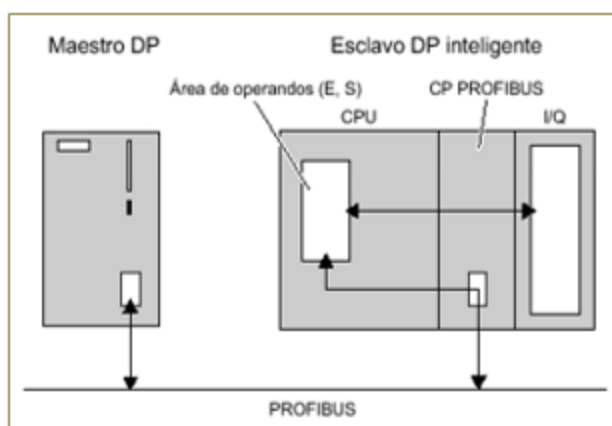 Maestro DP
Esclavo DP inteligente
Área de operandos (E, S)
CP PROFIBUS
CPU
I/Q
PROFIBUS